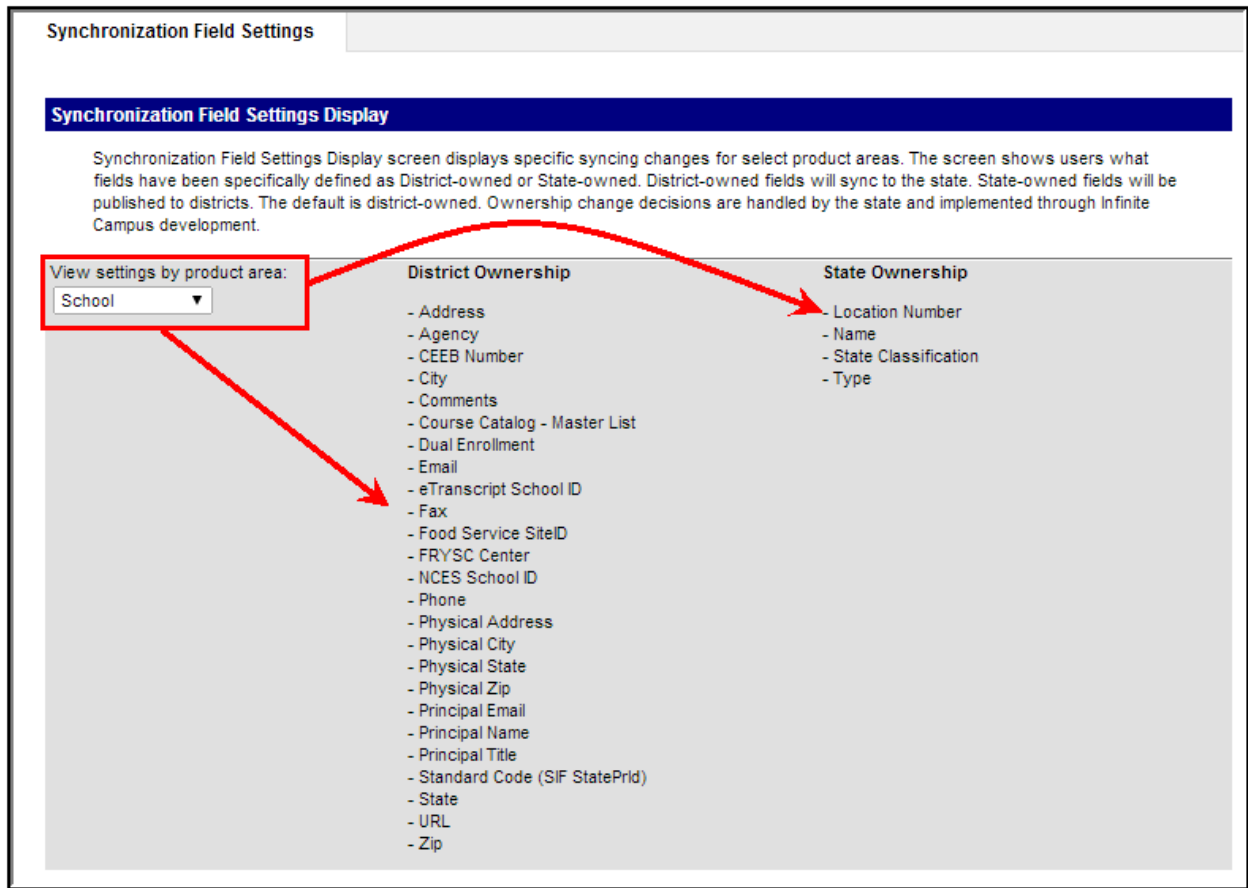 Synchronization Field Settings
Synchronization Field Settings Display
Synchronization Field Settings Display screen displays specific syncing changes for select product areas. The screen shows users what
fields have been specifically defined as District-owned or State-owned. District-owned fields will sync to the state. State-owned fields will be
published to districts. The default is district-owned. Ownership change decisions are handled by the state and implemented through Infinite
Campus development.
View settings by product area:
School
District Ownership
- Address
- Agency
- CEEB Number
- City
- Comments
- Course Catalog - Master List
- Dual Enrollment
- Email
- eTranscript School ID
- Fax
- Food Service SiteID
- FRYSC Center
- NCES School ID
- Phone
- Physical Address
- Physical City
- Physical State
- Physical Zip
- Principal Email
- Principal Name
- Principal Title
- Standard Code (SIF StatePrId)
- State
- URL
- Zip
State Ownership
- Location Number
- Name
- State Classification
- Type